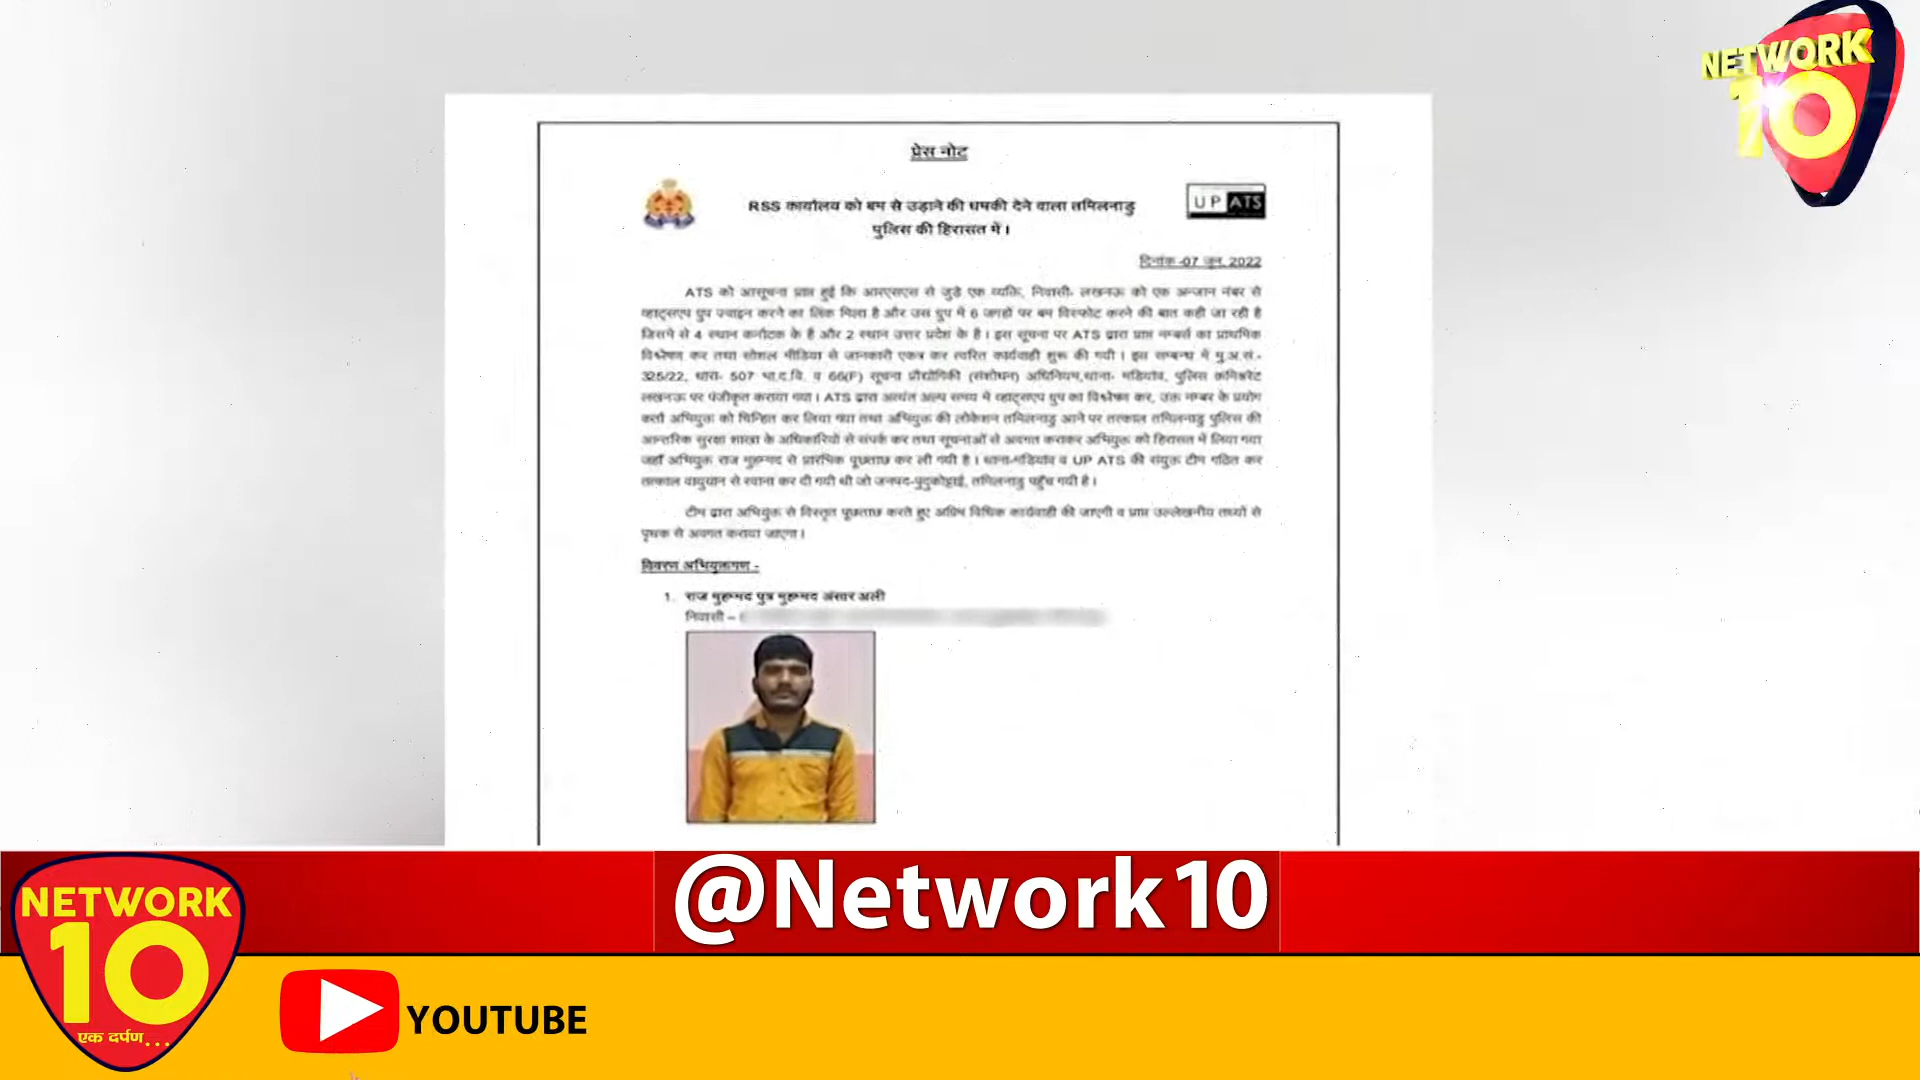 NETWORK
10
प्रेस नोट
RSS कार्यालय को बम से उड़ाने की धमकी देने वाला तमिलनाडु
पुलिस की हिरासत में।
UP ATS
दिनांक -07 जून, 2022
ATS को आसूचना प्राप्त हुई कि आरएसएस से जुड़े एक व्यक्ति, निवासी- लखनऊ को एक अन्जान नंबर से
व्हाट्सएप ग्रुप ज्वाइन करने का लिंक मिला है और उस ग्रुप में 6 जगहों पर बम विस्फोट करने की बात कही जा रही है
जिसमे से 4 स्थान कर्नाटक के है और 2 स्थान उत्तर प्रदेश के है। इस सूचना पर ATS द्वारा प्राप्त नम्बर्स का प्राथमिक
विश्लेषण कर तथा सोशल मीडिया से जानकारी एकत्र कर त्वरित कार्यवाही शुरू की गयी। इस सम्बन्ध में मु.अ.सं.-
325/22, धारा- 507 भा.द.वि. व 66(F) सूचना प्रौद्योगिकी (संशोधन) अधिनियम,थाना- मडियांव, पुलिस कमिश्नरेट
लखनऊ पर पंजीकृत कराया गया। ATS द्वारा अत्यंत अल्प समय में व्हाट्सएप ग्रुप का विश्लेषण कर, उक्त नम्बर के प्रयोग
कर्ता अभियुक्त को चिन्हित कर लिया गया तथा अभियुक्त की लोकेशन तमिलनाडु आने पर तत्काल तमिलनाडु पुलिस की
आन्तरिक सुरक्षा शाखा के अधिकारियों से संपर्क कर तथा सूचनाओं से अवगत कराकर अभियुक्त को हिरासत में लिया गया
जहाँ अभियुक्त राज मुहम्मद से प्रारंभिक पूछताछ कर ली गयी है। थाना-मडियांव व UP ATS की संयुक्त टीम गठित कर
तत्काल वायुयान से रवाना कर दी गयी थी जो जनपद-पुदुकोट्टाई, तमिलनाडु पहुँच गयी है।
टीम द्वारा अभियुक्त से विस्तृत पूछताछ करते हुए अग्रिम विधिक कार्यवाही की जाएगी व प्राप्त उल्लेखनीय तथ्यों से
पृथक से अवगत कराया जाएगा।
विवरण अभियुक्तगण -
1. राज मुहम्मद पुत्र मुहम्मद अंसार अली
निवासी –
@Network10
NETWORK
10
एक दर्पण...
YOUTUBE